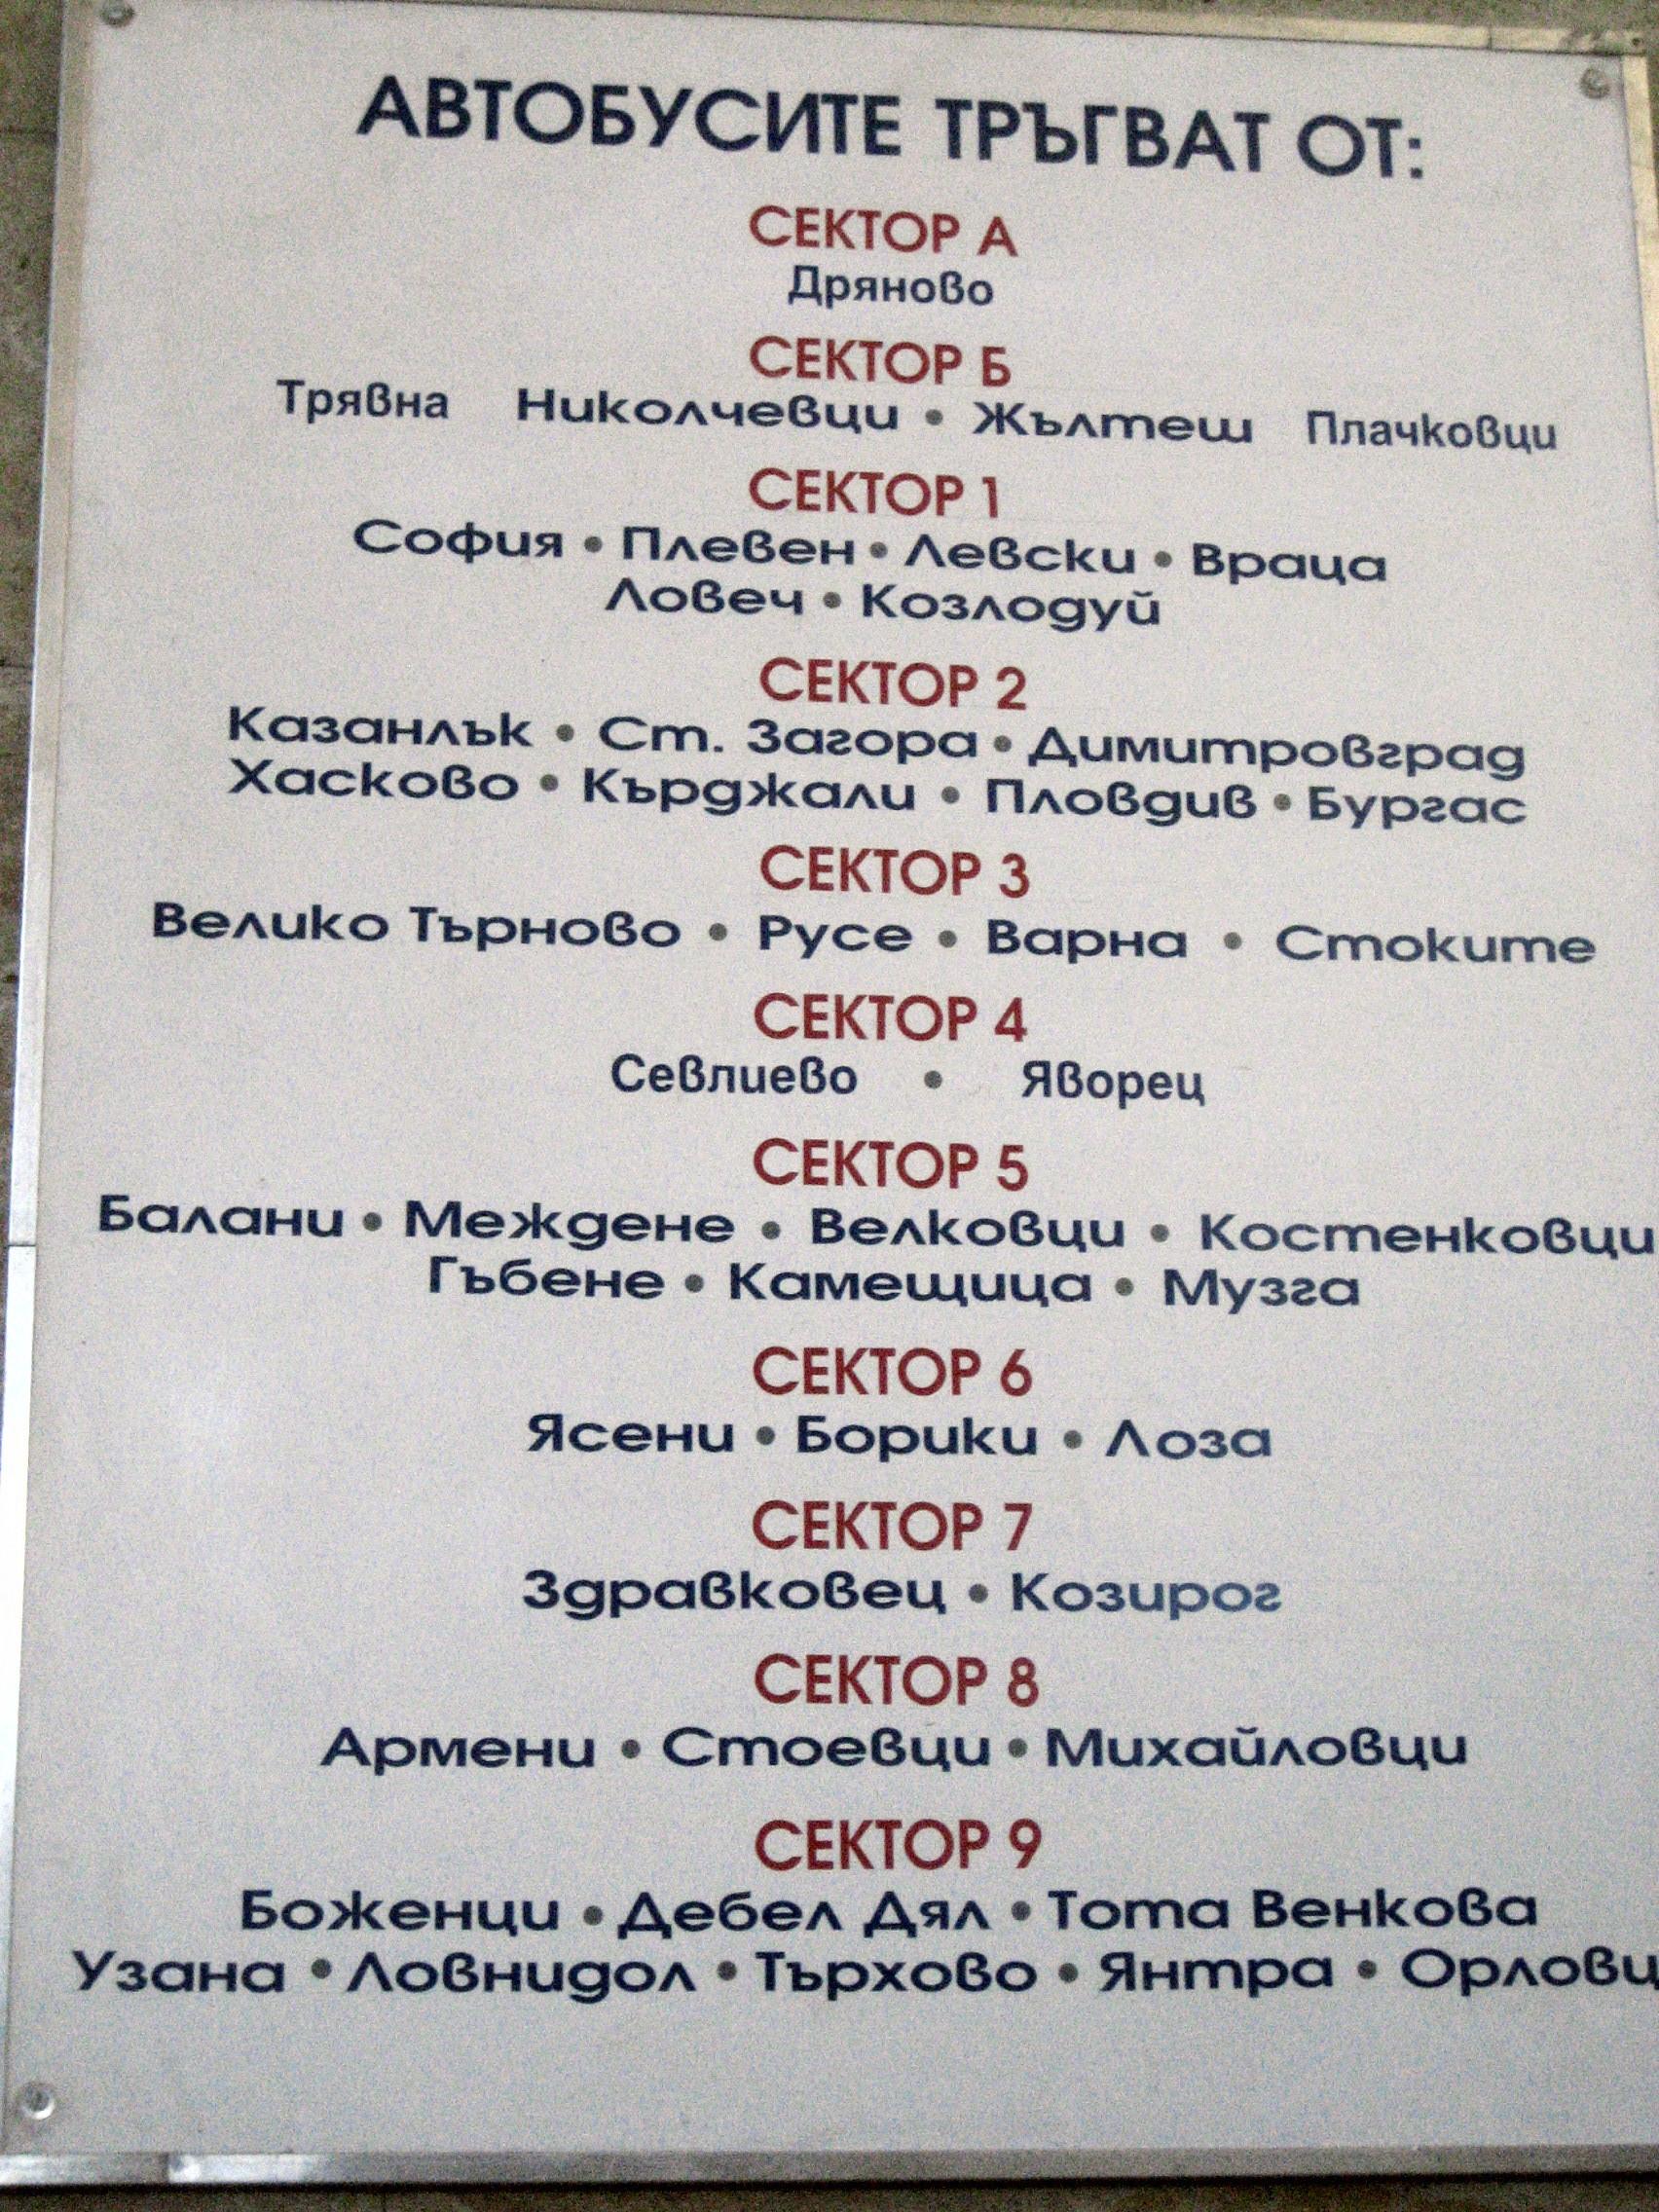 АВТОБУСИТЕ ТРЪГВАТ ОТ:
СЕКТОР А
Дряново
СЕКТОР Б
Трявна Николчевци • Жълтеш Плачковци
СЕКТОР 1
София • Плевен • Левски • Враца
Ловеч • Козлодуй
СЕКТОР 2
Казанлък • Ст. Загора • Димитровград
Хасково • Кърджали • Пловдив • Бургас
СЕКТОР 3
Велико Търново • Русе • Варна • Стоките
СЕКТОР 4
Севлиево • Яворец
СЕКТОР 5
Балани • Междене • Велковци • Костенковци
Гъбене • Камещица • Музга
СЕКТОР 6
Ясени • Борики • Лоза
СЕКТОР 7
Здравковец • Козирог
СЕКТОР 8
Армени • Стоевци • Михайловци
СЕКТОР 9
Боженци • Дебел Дял • Тота Венкова
Узана • Ловнидол • Търхово • Янтра • Орловц